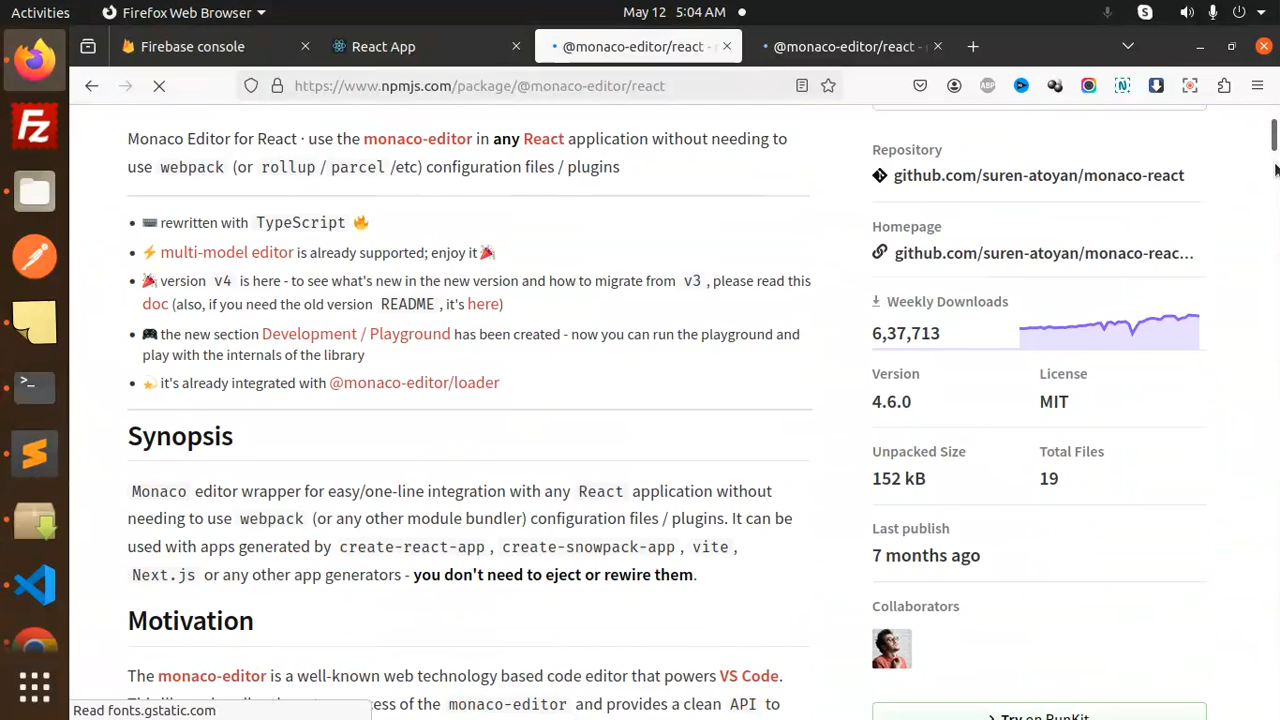 Activities
Firefox Web Browser
May 12 5:04 AM
Firebase console
React App
@monaco-editor/react -
@monaco-editor/react -
https://www.npmjs.com/package/@monaco-editor/react
Monaco Editor for React · use the monaco-editor in any React application without needing to
use webpack (or rollup / parcel /etc) configuration files / plugins
rewritten with TypeScript 🔥
⚡ multi-model editor is already supported; enjoy it 🎉
🎉 version v4 is here - to see what's new in the new version and how to migrate from v3 , please read this
doc (also, if you need the old version README , it's here)
🎮 the new section Development / Playground has been created - now you can run the playground and
play with the internals of the library
💫 it's already integrated with @monaco-editor/loader
Synopsis
Monaco editor wrapper for easy/one-line integration with any React application without
needing to use webpack (or any other module bundler) configuration files / plugins. It can be
used with apps generated by create-react-app , create-snowpack-app , vite ,
Next.js or any other app generators - you don't need to eject or rewire them.
Motivation
The monaco-editor is a well-known web technology based code editor that powers VS Code.
monaco-editor and provides a clean API to
Read fonts.gstatic.com
Repository
github.com/suren-atoyan/monaco-react
Homepage
github.com/suren-atoyan/monaco-reac...
Weekly Downloads
6,37,713
Version
License
4.6.0
MIT
Unpacked Size
Total Files
152 kB
19
Last publish
7 months ago
Collaborators
Try on RunKit